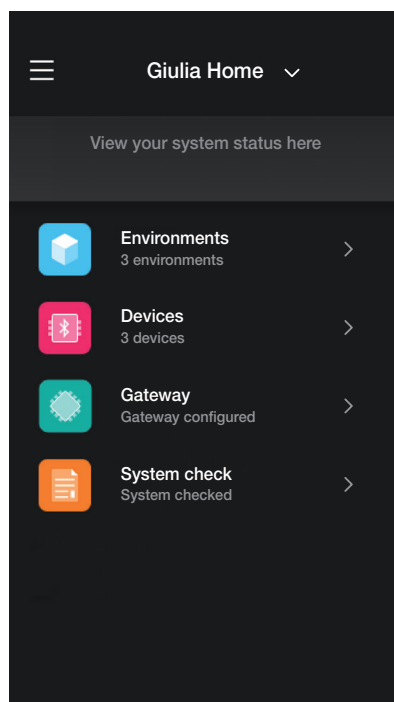 Giulia Home
View your system status here
Environments
3 environments
Devices
3 devices
Gateway
Gateway configured
System check
System checked